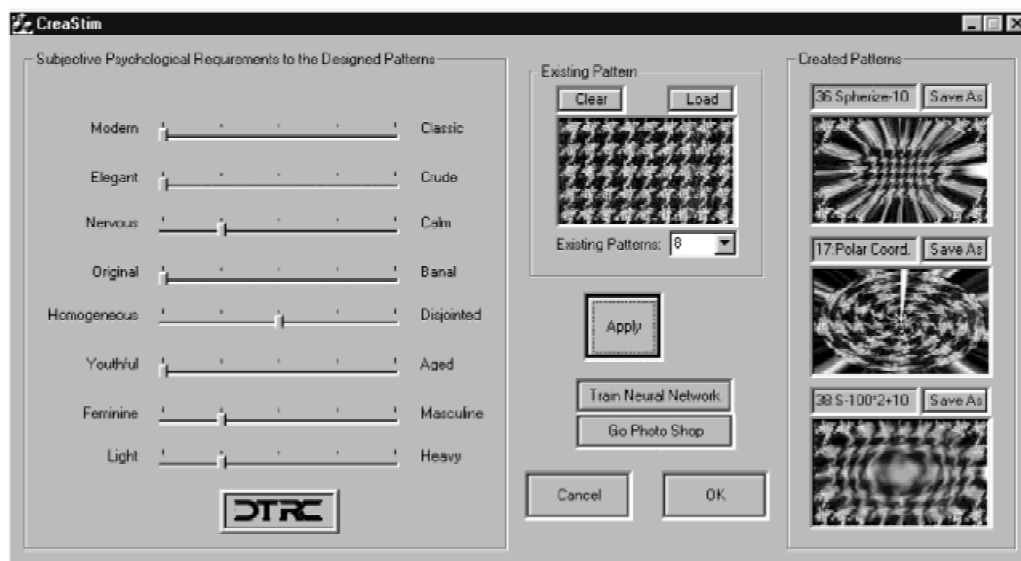 CreaStim
Subjective Psychological Requirements to the Designed Patterns
Modern Classic
Elegant Crude
Nervous Calm
Original Banal
Homogeneous Disjointed
Youthful Aged
Feminine Masculine
Light Heavy
DTRC
Existing Pattern
Clear Load
Existing Patterns: 8
Apply
Train Neural Network
Go Photo Shop
Cancel OK
Created Patterns
36 Spherize-10 Save As
17:Polar Coord. Save As
38 S-100*2+10 Save As